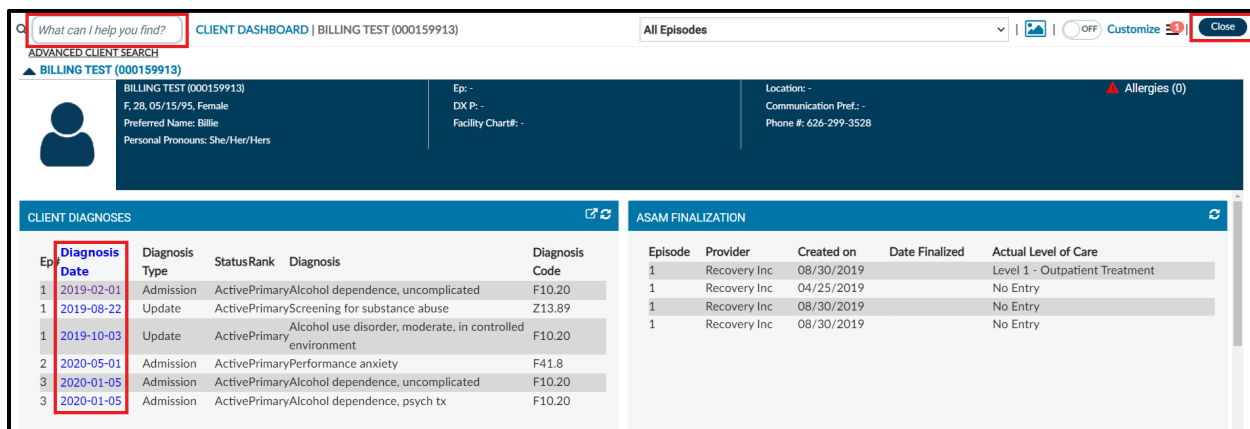 What can I help you find? CLIENT DASHBOARD | BILLING TEST (000159913) All Episodes | | OFF Customize 1 | Close
ADVANCED CLIENT SEARCH
BILLING TEST (000159913)
BILLING TEST (000159913) Ep: - Location: - Allergies (0)
F, 28, 05/15/95, Female DX P: - Communication Pref.: -
Preferred Name: Billie Facility Chart#: - Phone #: 626-299-3528
Personal Pronouns: She/Her/Hers
CLIENT DIAGNOSES
Ep# Diagnosis Date Diagnosis Type Status Rank Diagnosis Diagnosis Code
1 2019-02-01 Admission Active Primary Alcohol dependence, uncomplicated F10.20
1 2019-08-22 Update Active Primary Screening for substance abuse Z13.89
1 2019-10-03 Update Active Primary Alcohol use disorder, moderate, in controlled environment F10.20
2 2020-05-01 Admission Active Primary Performance anxiety F41.8
3 2020-01-05 Admission Active Primary Alcohol dependence, uncomplicated F10.20
3 2020-01-05 Admission Active Primary Alcohol dependence, psych tx F10.20
ASAM FINALIZATION
Episode Provider Created on Date Finalized Actual Level of Care
1 Recovery Inc 08/30/2019 Level 1 - Outpatient Treatment
1 Recovery Inc 04/25/2019 No Entry
1 Recovery Inc 08/30/2019 No Entry
1 Recovery Inc 08/30/2019 No Entry